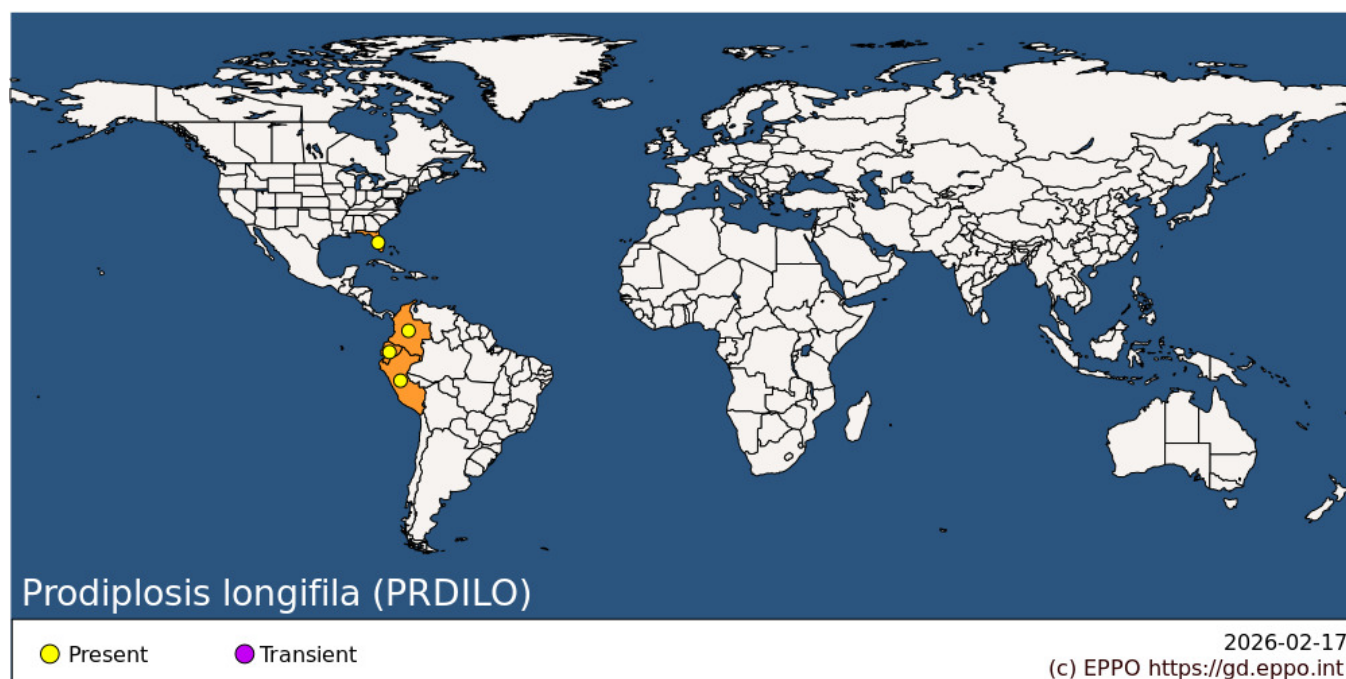 Prodiplosis longifila (PRDILO)
Present
Transient
2026-02-17
(c) EPPO https://gd.eppo.int